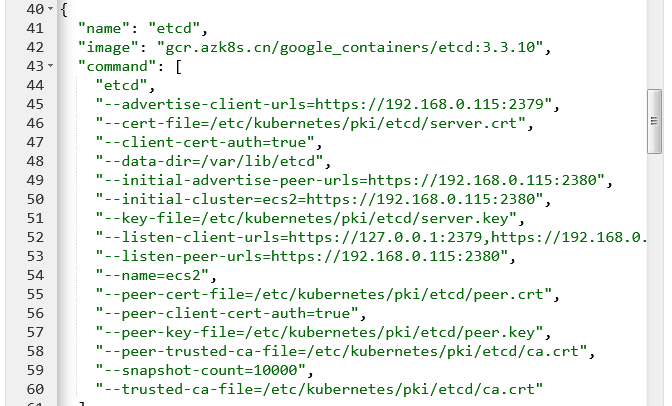 40 {
41 "name": "etcd",
42 "image": "gcr.azk8s.cn/google_containers/etcd:3.3.10",
43 "command": [
44 "etcd",
45 "--advertise-client-urls=https://192.168.0.115:2379",
46 "--cert-file=/etc/kubernetes/pki/etcd/server.crt",
47 "--client-cert-auth=true",
48 "--data-dir=/var/lib/etcd",
49 "--initial-advertise-peer-urls=https://192.168.0.115:2380",
50 "--initial-cluster=ecs2=https://192.168.0.115:2380",
51 "--key-file=/etc/kubernetes/pki/etcd/server.key",
52 "--listen-client-urls=https://127.0.0.1:2379,https://192.168.0.
53 "--listen-peer-urls=https://192.168.0.115:2380",
54 "--name=ecs2",
55 "--peer-cert-file=/etc/kubernetes/pki/etcd/peer.crt",
56 "--peer-client-cert-auth=true",
57 "--peer-key-file=/etc/kubernetes/pki/etcd/peer.key",
58 "--peer-trusted-ca-file=/etc/kubernetes/pki/etcd/ca.crt",
59 "--snapshot-count=10000",
60 "--trusted-ca-file=/etc/kubernetes/pki/etcd/ca.crt"